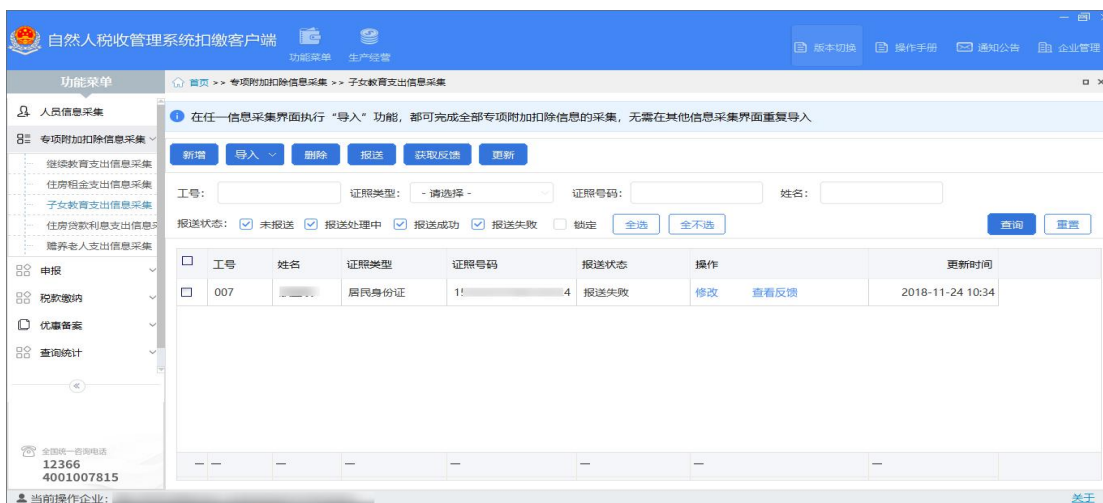 自然人税收管理系统扣缴客户端
功能菜单 生产经营
版本切换 操作手册 通知公告 企业管理
功能菜单
首页 >> 专项附加扣除信息采集 >> 子女教育支出信息采集
人员信息采集
专项附加扣除信息采集
继续教育支出信息采集
住房租金支出信息采集
子女教育支出信息采集
住房贷款利息支出信息
赡养老人支出信息采集
申报
税款缴纳
优惠备案
查询统计
全国统一咨询电话
12366
4001007815
在任一信息采集界面执行“导入”功能，都可完成全部专项附加扣除信息的采集，无需在其他信息采集界面重复导入
新增 导入 删除 报送 获取反馈 更新
工号： 证照类型： - 请选择 - 证照号码： 姓名：
报送状态： 未报送 报送处理中 报送成功 报送失败 锁定 全选 全不选 查询 重置
工号 姓名 证照类型 证照号码 报送状态 操作 更新时间
007 居民身份证 15 4 报送失败 修改 查看反馈 2018-11-24 10:34
— — — — — — — —
当前操作企业： 关于